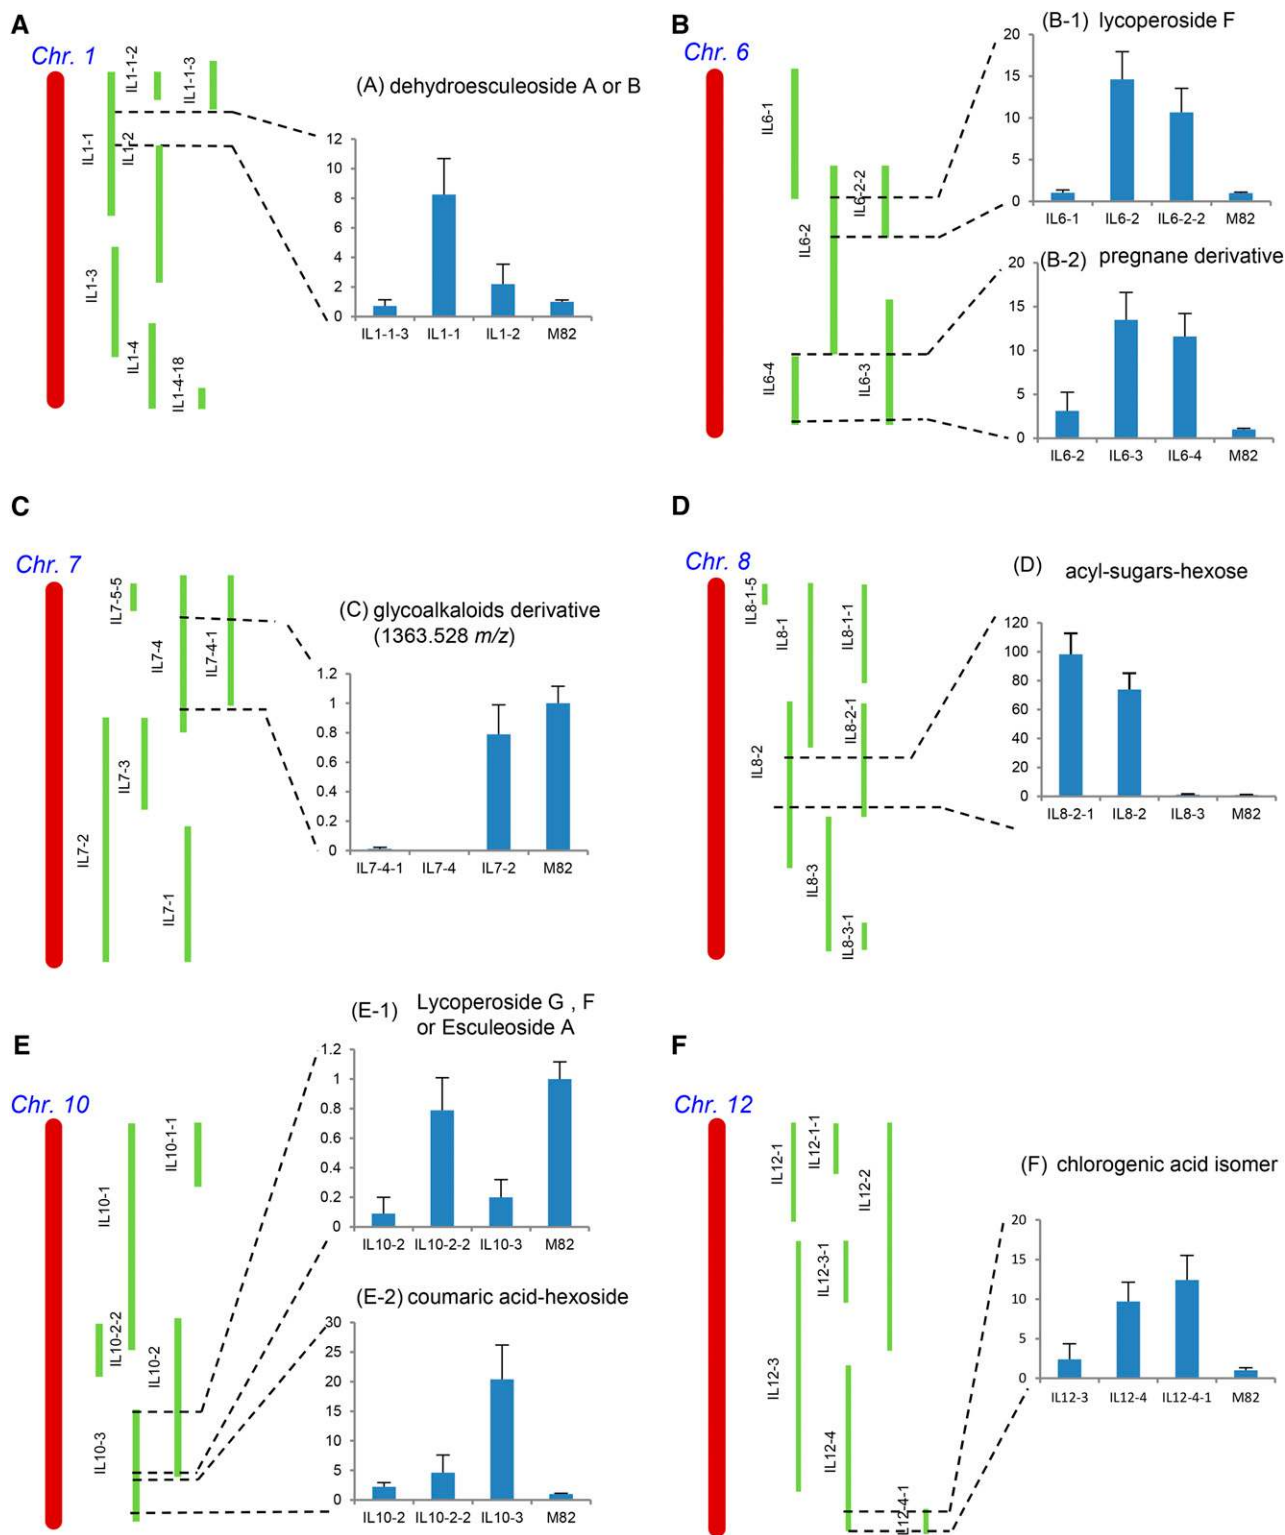 A
Chr. 1
IL1-1-2
IL1-1-3
IL1-1
IL1-2
IL1-3
IL1-4
IL1-4-18
(A) dehydroesculeoside A or B
12
10
8
6
4
2
0
IL1-1-3 IL1-1 IL1-2 M82
B
Chr. 6
IL6-1
IL6-2-2
IL6-2
IL6-4
IL6-3
(B-1) lycoperoside F
20
15
10
5
0
IL6-1 IL6-2 IL6-2-2 M82
(B-2) pregnane derivative
20
15
10
5
0
IL6-2 IL6-3 IL6-4 M82
C
Chr. 7
IL7-5-5
IL7-4
IL7-4-1
IL7-3
IL7-2
IL7-1
(C) glycoalkaloids derivative
(1363.528 m/z)
1.2
1
0.8
0.6
0.4
0.2
0
IL7-4-1 IL7-4 IL7-2 M82
D
Chr. 8
IL8-1-5
IL8-1
IL8-1-1
IL8-2
IL8-2-1
IL8-3
IL8-3-1
(D) acyl-sugars-hexose
120
100
80
60
40
20
0
IL8-2-1 IL8-2 IL8-3 M82
E
Chr. 10
IL10-1
IL10-1-1
IL10-2-2
IL10-2
IL10-3
(E-1) Lycoperoside G , F
or Esculeoside A
1.2
1
0.8
0.6
0.4
0.2
0
IL10-2 IL10-2-2 IL10-3 M82
(E-2) coumaric acid-hexoside
30
25
20
15
10
5
0
IL10-2 IL10-2-2 IL10-3 M82
F
Chr. 12
IL12-1
IL12-1-1
IL12-2
IL12-3-1
IL12-3
IL12-4
IL12-4-1
(F) chlorogenic acid isomer
20
15
10
5
0
IL12-3 IL12-4 IL12-4-1 M82